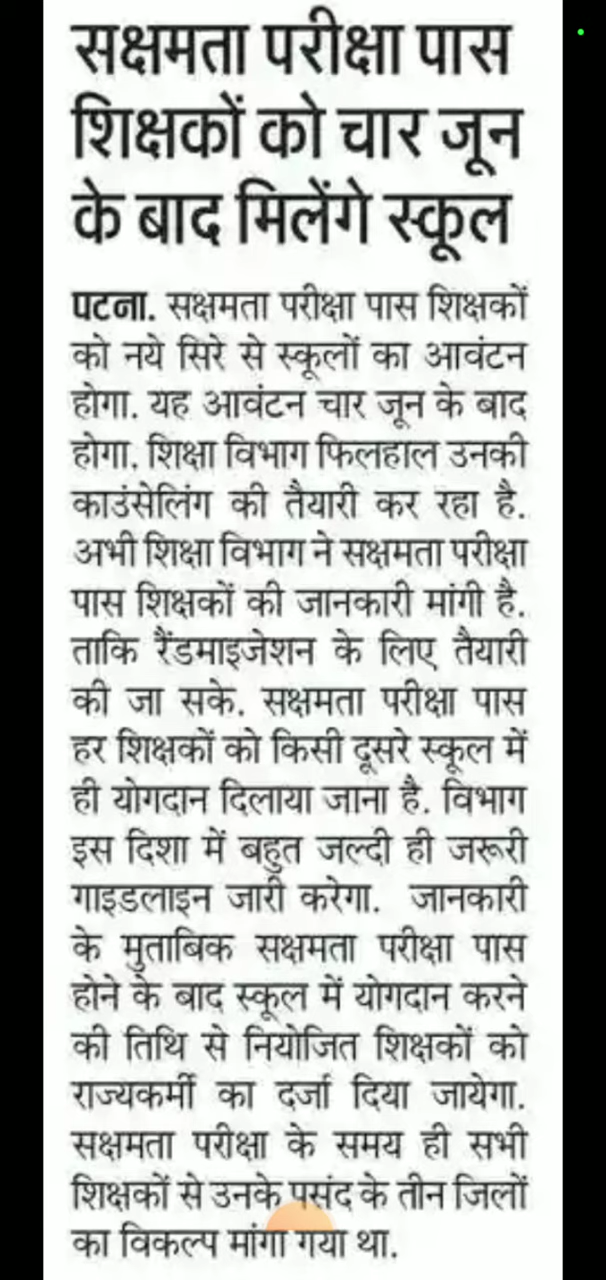 सक्षमता परीक्षा पास
शिक्षकों को चार जून
के बाद मिलेंगे स्कूल
पटना. सक्षमता परीक्षा पास शिक्षकों
को नये सिरे से स्कूलों का आवंटन
होगा. यह आवंटन चार जून के बाद
होगा. शिक्षा विभाग फिलहाल उनकी
काउंसेलिंग की तैयारी कर रहा है.
अभी शिक्षा विभाग ने सक्षमता परीक्षा
पास शिक्षकों की जानकारी मांगी है.
ताकि रैंडमाइजेशन के लिए तैयारी
की जा सके. सक्षमता परीक्षा पास
हर शिक्षकों को किसी दूसरे स्कूल में
ही योगदान दिलाया जाना है. विभाग
इस दिशा में बहुत जल्दी ही जरूरी
गाइडलाइन जारी करेगा. जानकारी
के मुताबिक सक्षमता परीक्षा पास
होने के बाद स्कूल में योगदान करने
की तिथि से नियोजित शिक्षकों को
राज्यकर्मी का दर्जा दिया जायेगा.
सक्षमता परीक्षा के समय ही सभी
शिक्षकों से उनके पसंद के तीन जिलों
का विकल्प मांगा गया था.